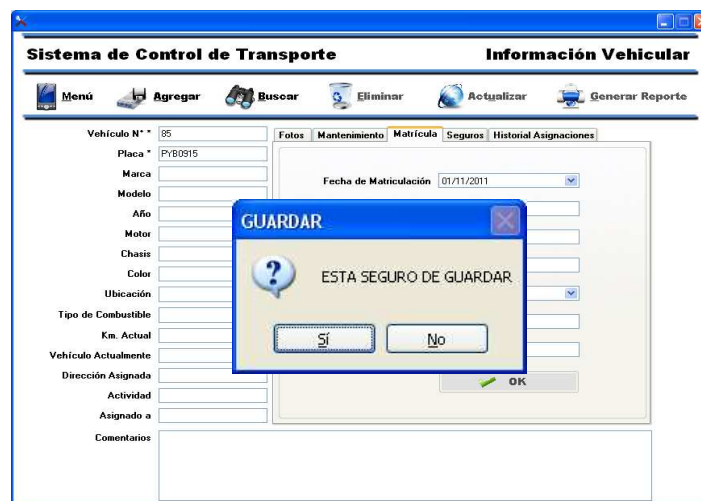 Sistema de Control de Transporte Información Vehicular
Menú Agregar Buscar Eliminar Actualizar Generar Reporte
Vehículo N° * 85
Placa * PYB0915
Marca
Modelo
Año
Motor
Chasis
Color
Ubicación
Tipo de Combustible
Km. Actual
Vehículo Actualmente
Dirección Asignada
Actividad
Asignado a
Comentarios
Fotos Mantenimiento Matrícula Seguros Historial Asignaciones
Fecha de Matriculación 01/11/2011
GUARDAR
ESTA SEGURO DE GUARDAR
Sí No
OK